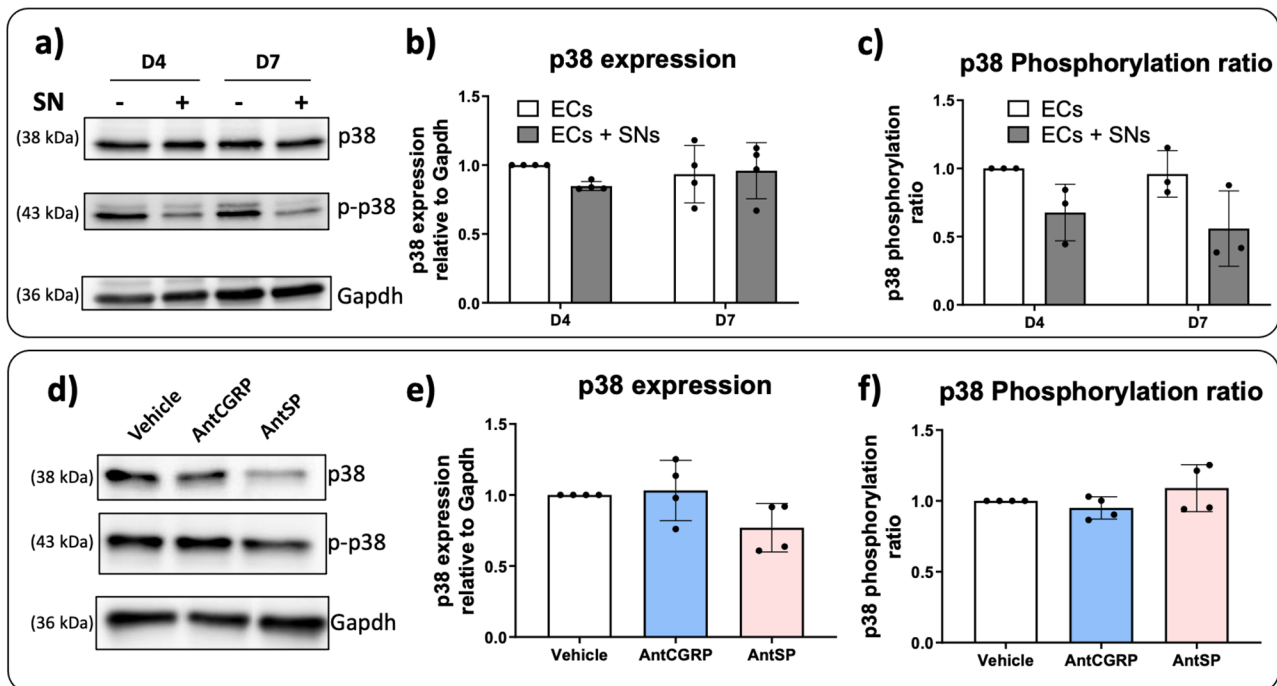 a)
D4 D7
SN - + - +
(38 kDa) p38
(43 kDa) p-p38
(36 kDa) Gapdh
b)
p38 expression
ECs
ECs + SNs
p38 expression
relative to Gapdh
1.5
1.0
0.5
0.0
D4 D7
c)
p38 Phosphorylation ratio
ECs
ECs + SNs
p38 phosphorylation
ratio
1.5
1.0
0.5
0.0
D4 D7
d)
Vehicle AntCGRP AntSP
(38 kDa) p38
(43 kDa) p-p38
(36 kDa) Gapdh
e)
p38 expression
p38 expression
relative to Gapdh
1.5
1.0
0.5
0.0
Vehicle AntCGRP AntSP
f)
p38 Phosphorylation ratio
p38 phosphorylation
ratio
1.5
1.0
0.5
0.0
Vehicle AntCGRP AntSP